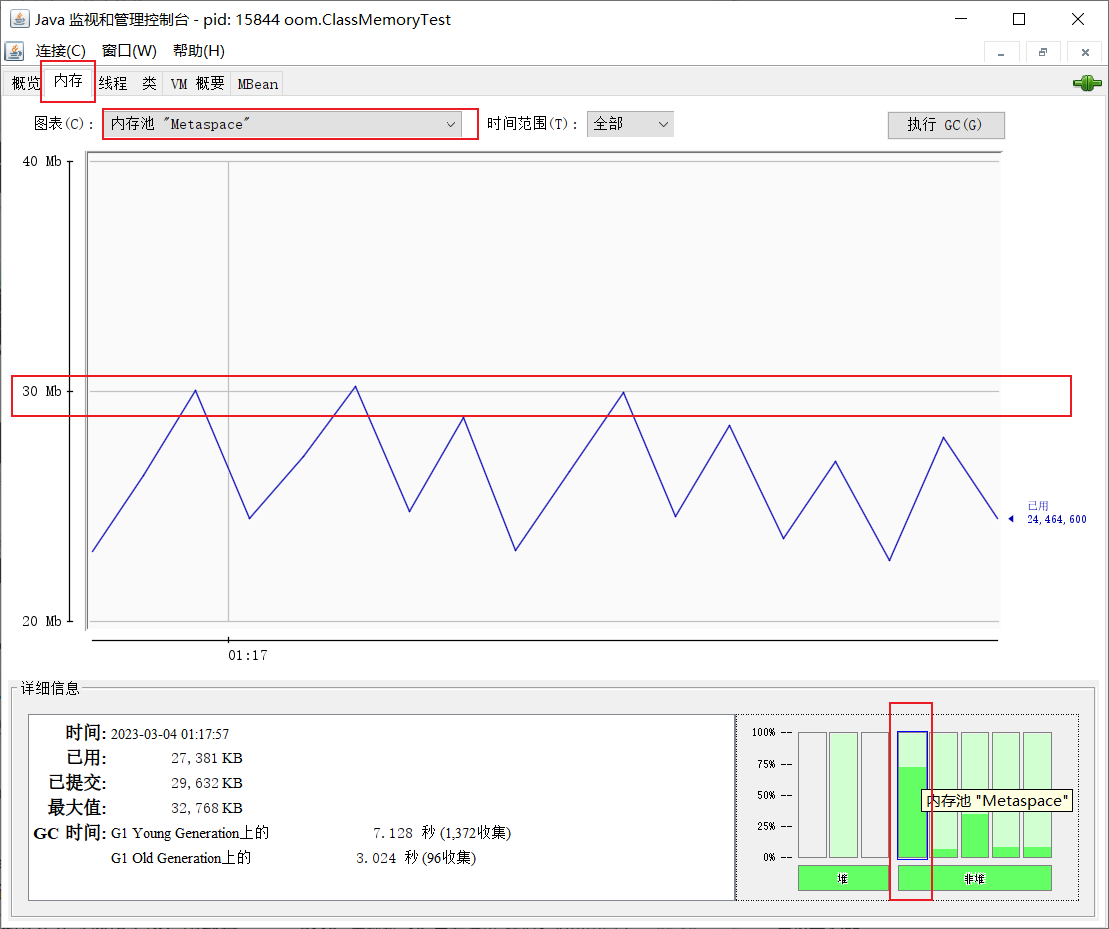 Java 监视和管理控制台 - pid: 15844 oom.ClassMemoryTest
连接(C) 窗口(W) 帮助(H)
概览 内存 线程 类 VM 概要 MBean
图表(C): 内存池 "Metaspace" 时间范围(T): 全部 执行 GC(G)
40 Mb
30 Mb
已用
24,464,600
20 Mb
01:17
详细信息
时间: 2023-03-04 01:17:57
已用: 27,381 KB
已提交: 29,632 KB
最大值: 32,768 KB
GC 时间: G1 Young Generation上的 7.128 秒 (1,372收集)
G1 Old Generation上的 3.024 秒 (96收集)
100% --
75% --
50% --
内存池 "Metaspace"
25% --
0% --
堆 非堆